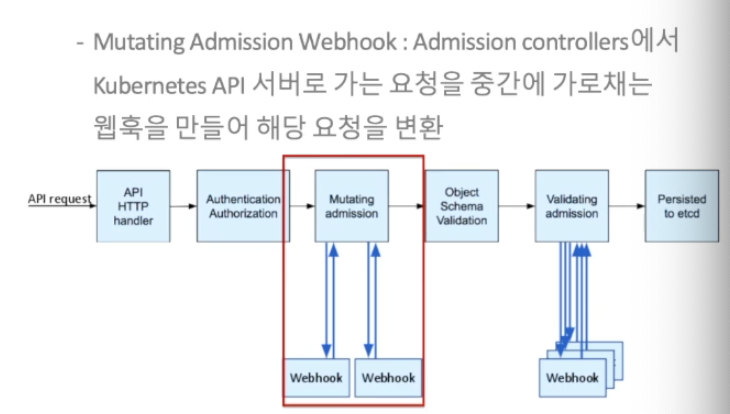 - Mutating Admission Webhook : Admission controllers에서
Kubernetes API 서버로 가는 요청을 중간에 가로채는
웹훅을 만들어 해당 요청을 변환
API request
API
HTTP
handler
Authentication
Authorization
Mutating
admission
Object
Schema
Validation
Validating
admission
Persisted
to etcd
Webhook
Webhook
Webhook